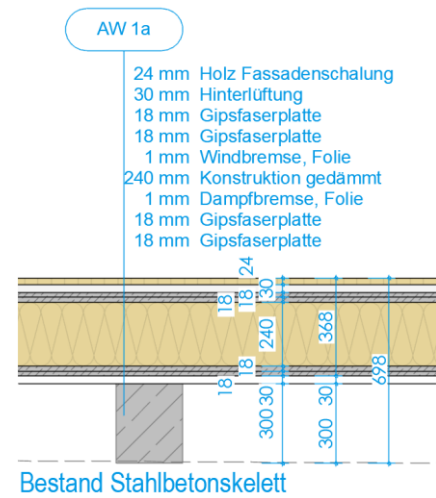 AW 1a
24 mm Holz Fassadenschalung
30 mm Hinterlüftung
18 mm Gipsfaserplatte
18 mm Gipsfaserplatte
1 mm Windbremse, Folie
240 mm Konstruktion gedämmt
1 mm Dampfbremse, Folie
18 mm Gipsfaserplatte
18 mm Gipsfaserplatte
24
30
18
18
240
368
698
18
18
30
30
300
300
Bestand Stahlbetonskelett